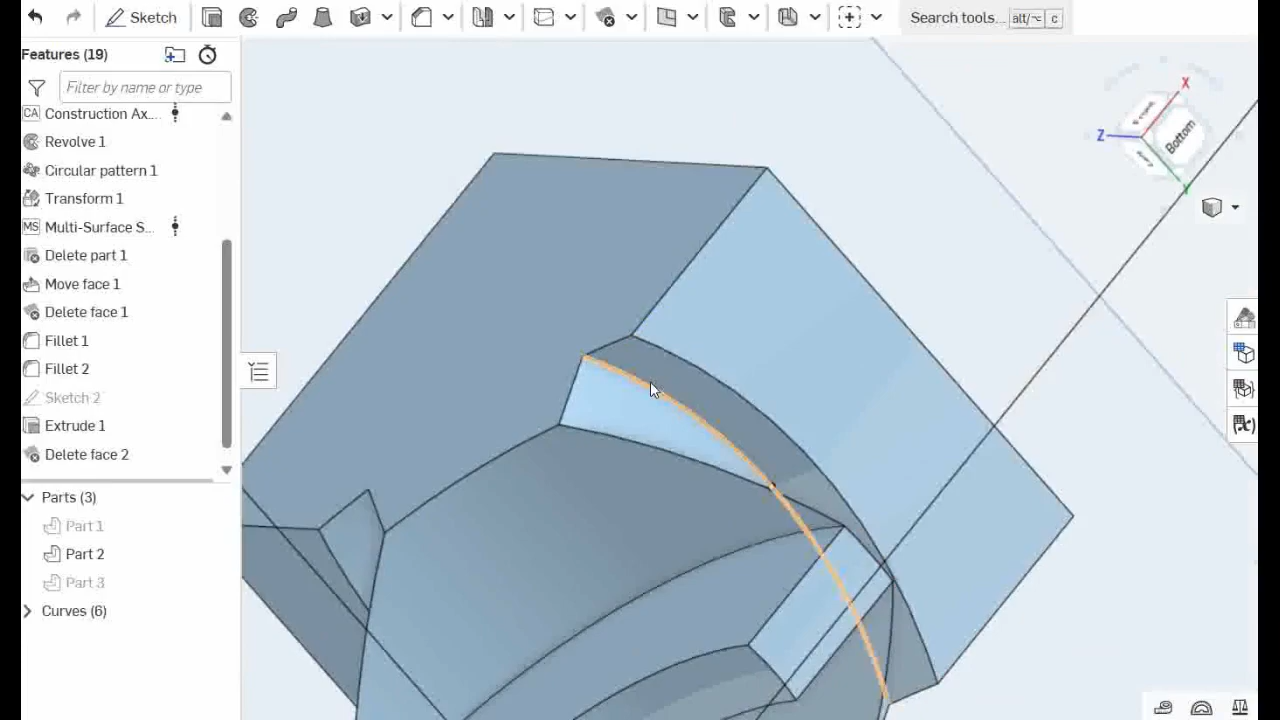 Sketch
Search tools... alt/⌥ c
Features (19)
Filter by name or type
CA Construction Ax...
Revolve 1
Circular pattern 1
Transform 1
MS Multi-Surface S...
Delete part 1
Move face 1
Delete face 1
Fillet 1
Fillet 2
Sketch 2
Extrude 1
Delete face 2
Parts (3)
Part 1
Part 2
Part 3
Curves (6)
X
Z
Bottom
Y
(x)